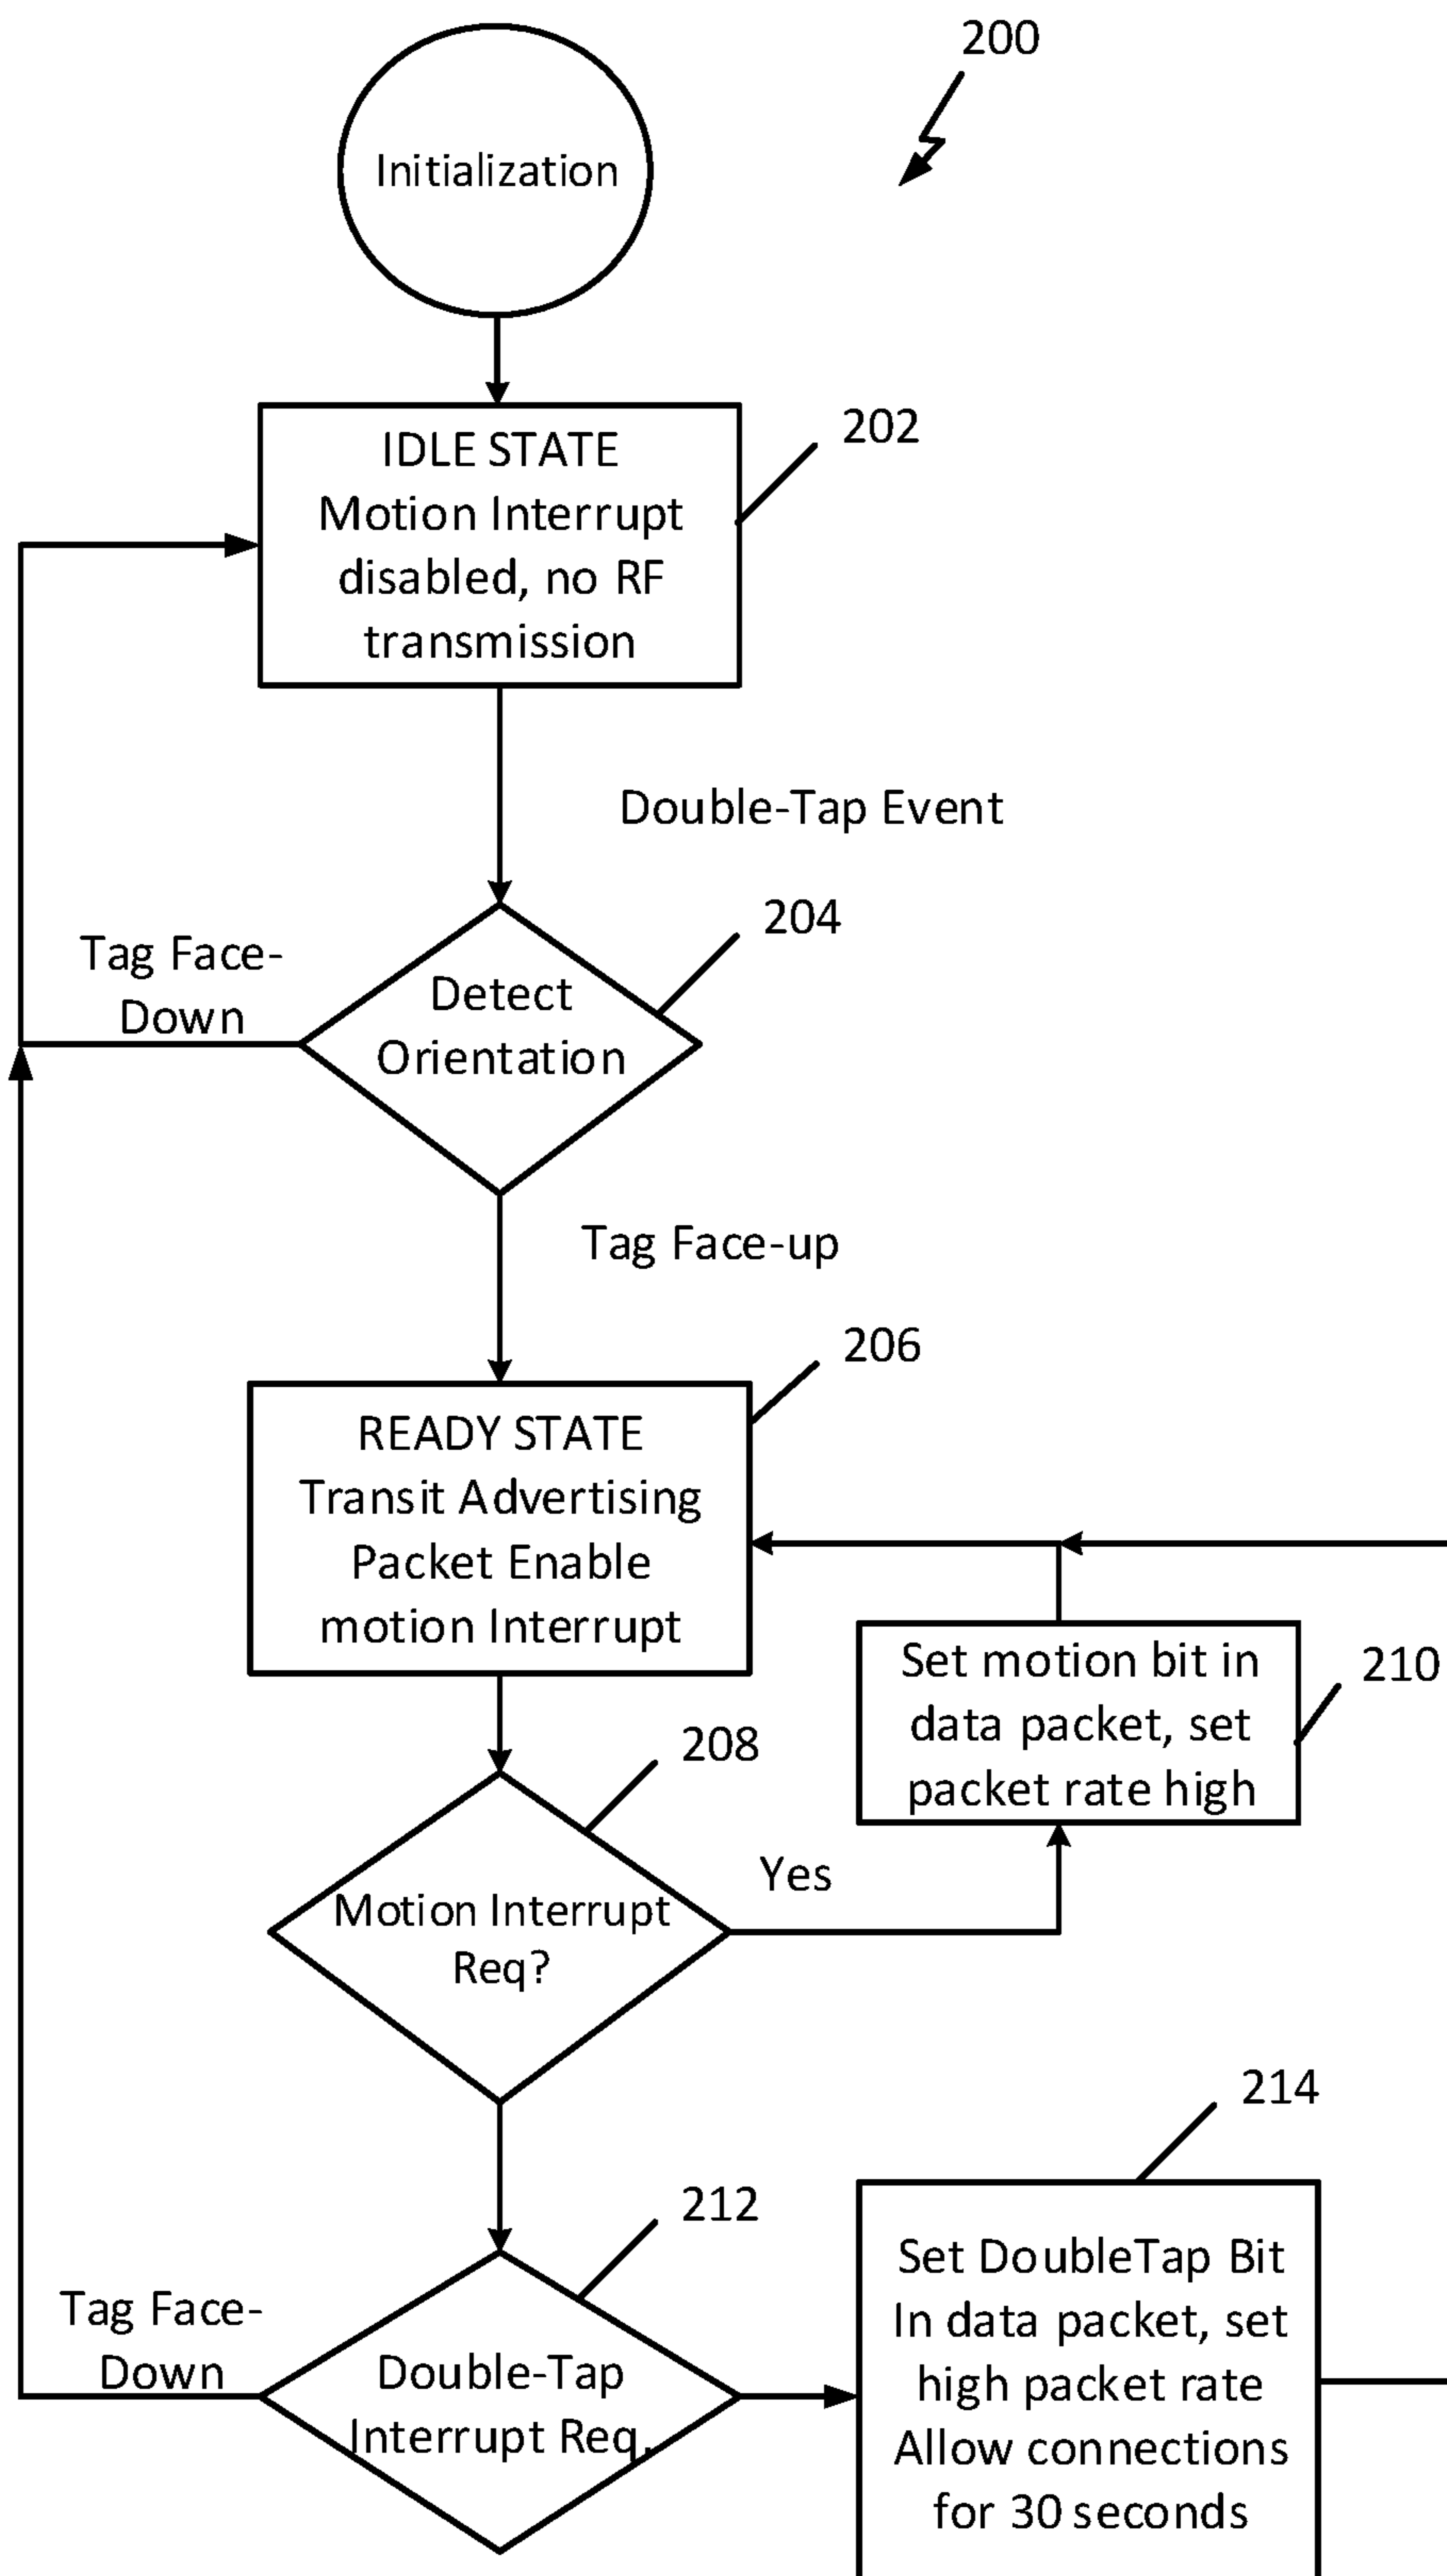 200
Initialization
202
IDLE STATE
Motion Interrupt
disabled, no RF
transmission
Double-Tap Event
204
Tag Face-
Down
Detect
Orientation
Tag Face-up
206
READY STATE
Transit Advertising
Packet Enable
motion Interrupt
210
Set motion bit in
data packet, set
packet rate high
208
Yes
Motion Interrupt
Req?
214
212
Tag Face-
Down
Double-Tap
Interrupt Req.
Set DoubleTap Bit
In data packet, set
high packet rate
Allow connections
for 30 seconds